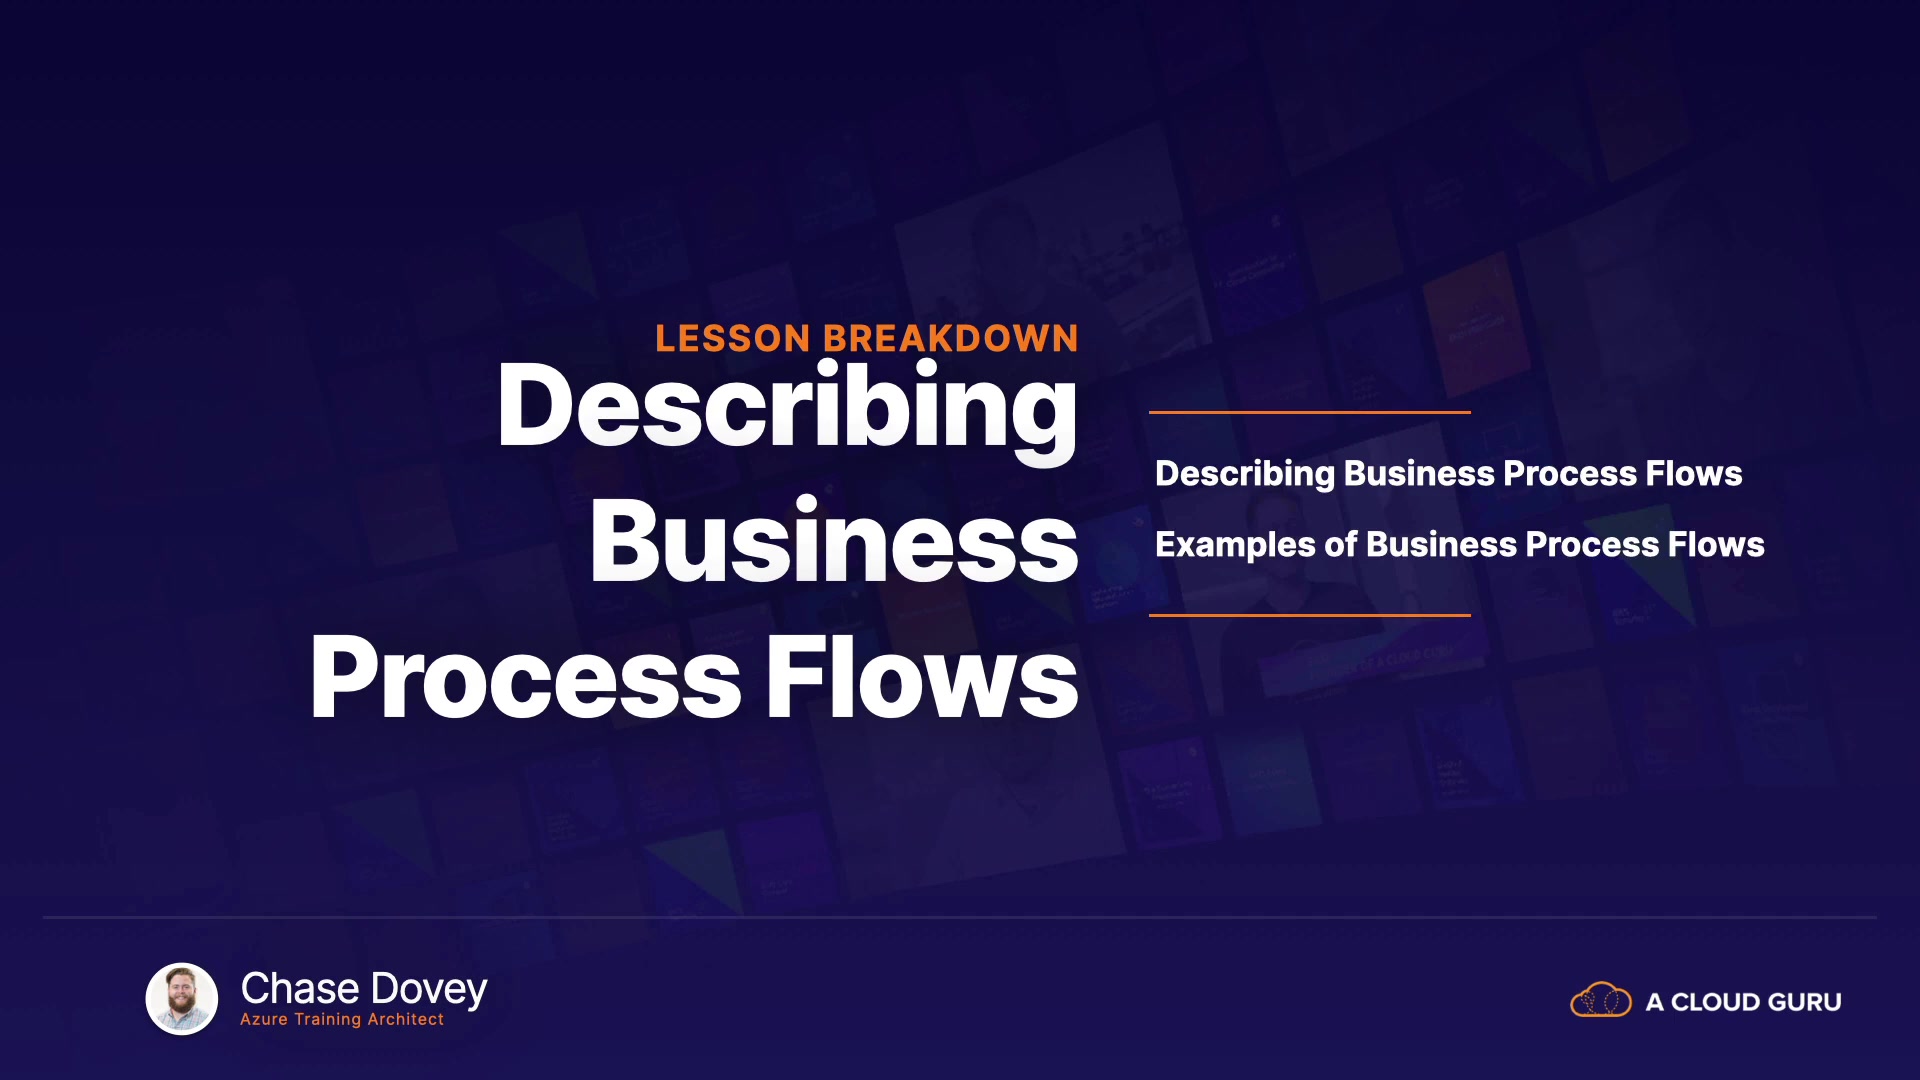 LESSON BREAKDOWN
Describing
Business
Process Flows
Describing Business Process Flows
Examples of Business Process Flows
Chase Dovey
Azure Training Architect
A CLOUD GURU